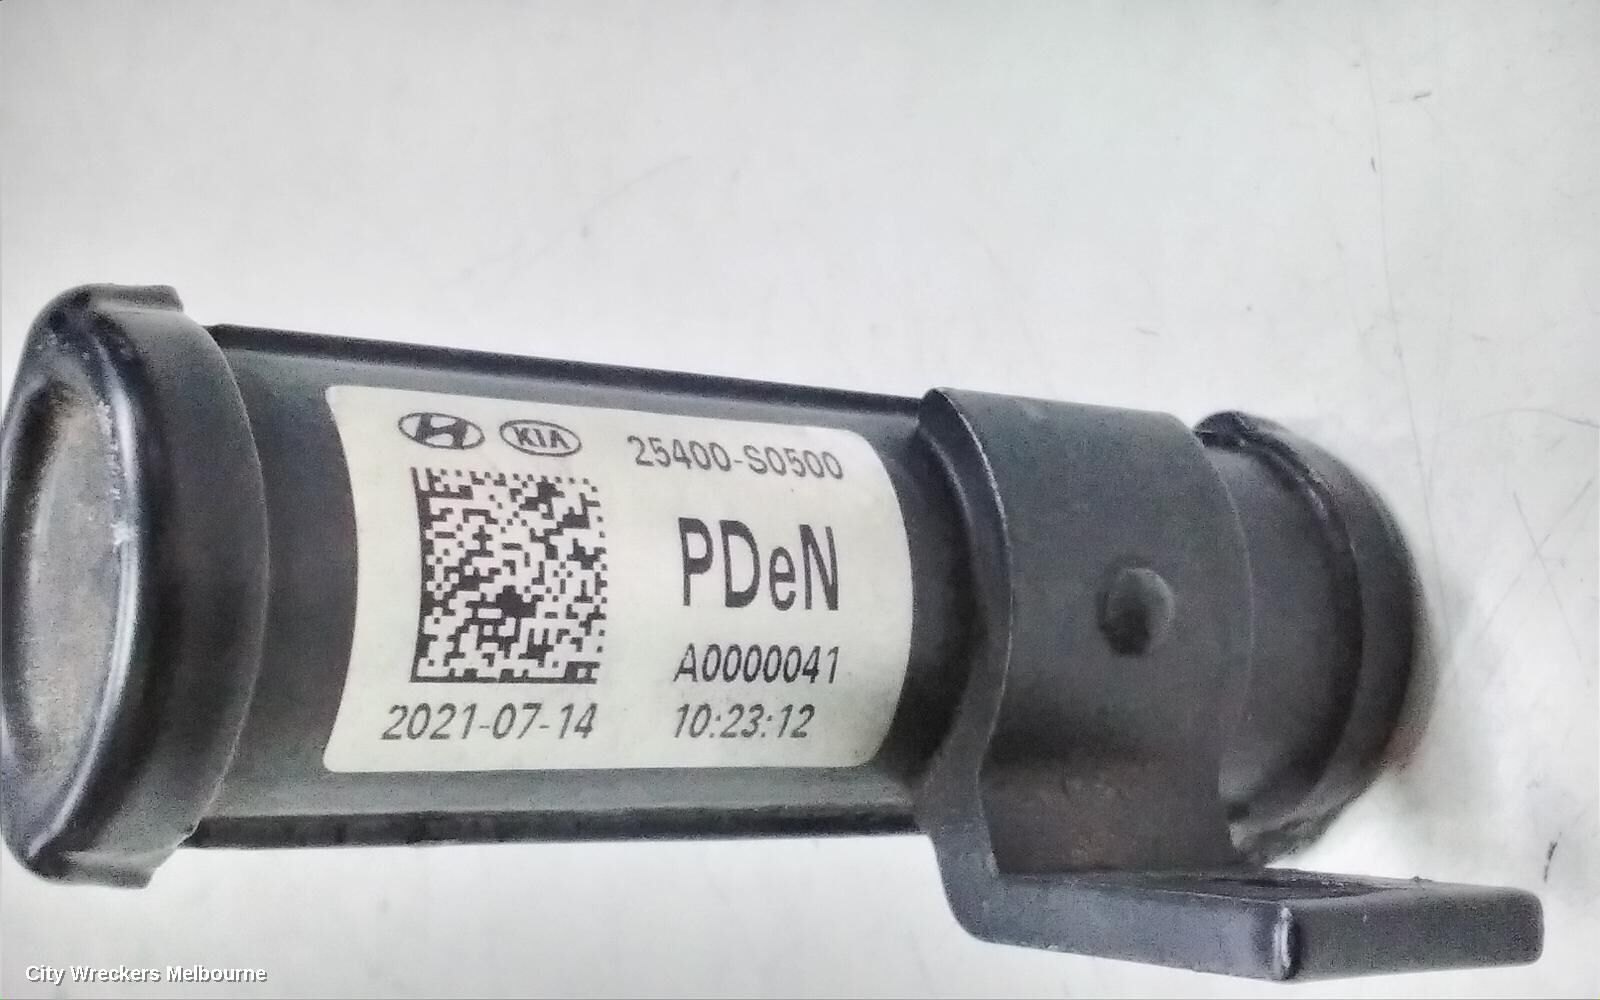 KIA 25400-S0500
PDeN
A0000041
2021-07-14 10:23:12
City Wreckers Melbourne